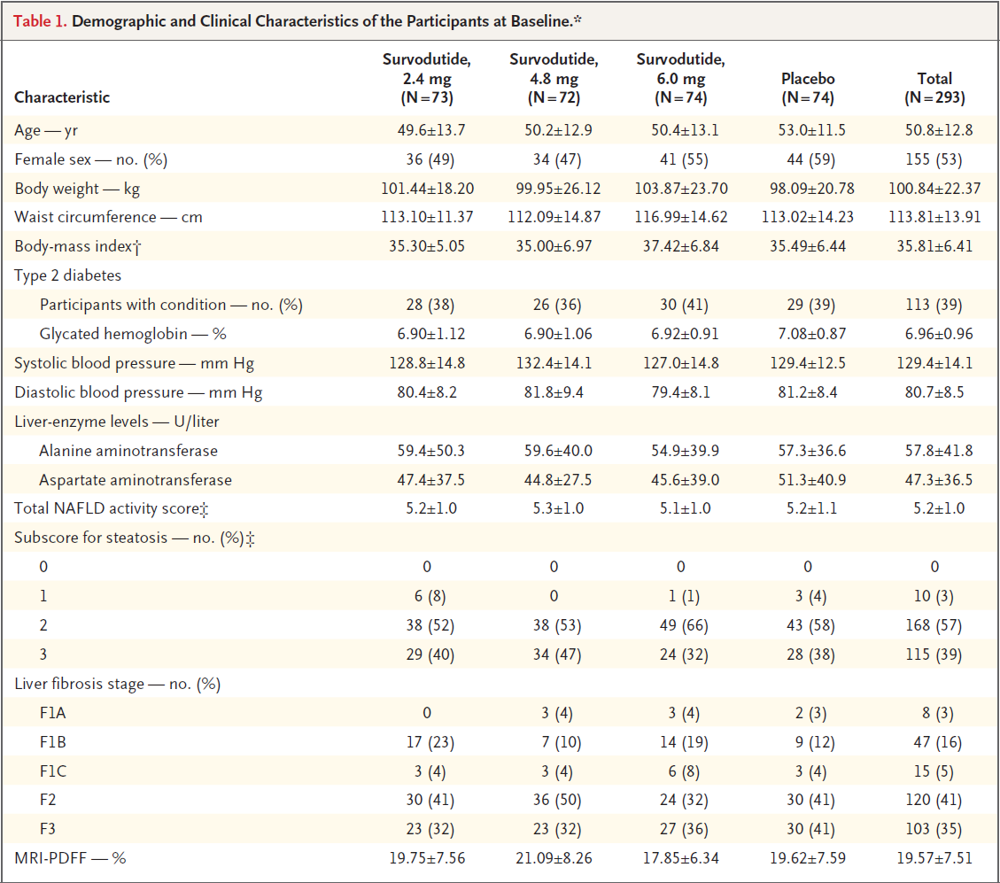 Table 1. Demographic and Clinical Characteristics of the Participants at Baseline.*
Characteristic Survodutide, 2.4 mg (N=73) Survodutide, 4.8 mg (N=72) Survodutide, 6.0 mg (N=74) Placebo (N=74) Total (N=293)
Age — yr 49.6±13.7 50.2±12.9 50.4±13.1 53.0±11.5 50.8±12.8
Female sex — no. (%) 36 (49) 34 (47) 41 (55) 44 (59) 155 (53)
Body weight — kg 101.44±18.20 99.95±26.12 103.87±23.70 98.09±20.78 100.84±22.37
Waist circumference — cm 113.10±11.37 112.09±14.87 116.99±14.62 113.02±14.23 113.81±13.91
Body-mass index† 35.30±5.05 35.00±6.97 37.42±6.84 35.49±6.44 35.81±6.41
Type 2 diabetes
Participants with condition — no. (%) 28 (38) 26 (36) 30 (41) 29 (39) 113 (39)
Glycated hemoglobin — % 6.90±1.12 6.90±1.06 6.92±0.91 7.08±0.87 6.96±0.96
Systolic blood pressure — mm Hg 128.8±14.8 132.4±14.1 127.0±14.8 129.4±12.5 129.4±14.1
Diastolic blood pressure — mm Hg 80.4±8.2 81.8±9.4 79.4±8.1 81.2±8.4 80.7±8.5
Liver-enzyme levels — U/liter
Alanine aminotransferase 59.4±50.3 59.6±40.0 54.9±39.9 57.3±36.6 57.8±41.8
Aspartate aminotransferase 47.4±37.5 44.8±27.5 45.6±39.0 51.3±40.9 47.3±36.5
Total NAFLD activity score‡ 5.2±1.0 5.3±1.0 5.1±1.0 5.2±1.1 5.2±1.0
Subscore for steatosis — no. (%)‡
0 0 0 0 0 0
1 6 (8) 0 1 (1) 3 (4) 10 (3)
2 38 (52) 38 (53) 49 (66) 43 (58) 168 (57)
3 29 (40) 34 (47) 24 (32) 28 (38) 115 (39)
Liver fibrosis stage — no. (%)
F1A 0 3 (4) 3 (4) 2 (3) 8 (3)
F1B 17 (23) 7 (10) 14 (19) 9 (12) 47 (16)
F1C 3 (4) 3 (4) 6 (8) 3 (4) 15 (5)
F2 30 (41) 36 (50) 24 (32) 30 (41) 120 (41)
F3 23 (32) 23 (32) 27 (36) 30 (41) 103 (35)
MRI-PDFF — % 19.75±7.56 21.09±8.26 17.85±6.34 19.62±7.59 19.57±7.51